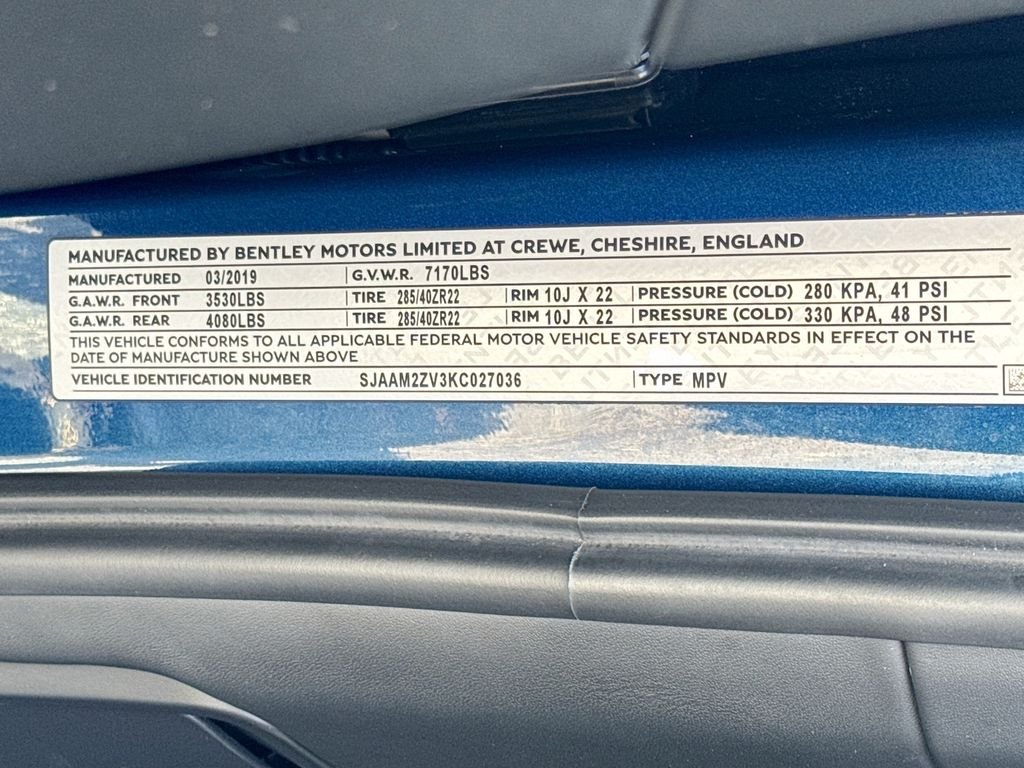 MANUFACTURED BY BENTLEY MOTORS LIMITED AT CREWE, CHESHIRE, ENGLAND
MANUFACTURED 03/2019 G.V.W.R. 7170LBS
G.A.W.R. FRONT 3530LBS TIRE 285/40ZR22 RIM 10J X 22 PRESSURE (COLD) 280 KPA, 41 PSI
G.A.W.R. REAR 4080LBS TIRE 285/40ZR22 RIM 10J X 22 PRESSURE (COLD) 330 KPA, 48 PSI
THIS VEHICLE CONFORMS TO ALL APPLICABLE FEDERAL MOTOR VEHICLE SAFETY STANDARDS IN EFFECT ON THE
DATE OF MANUFACTURE SHOWN ABOVE
VEHICLE IDENTIFICATION NUMBER SJAAM2ZV3KC027036 TYPE MPV